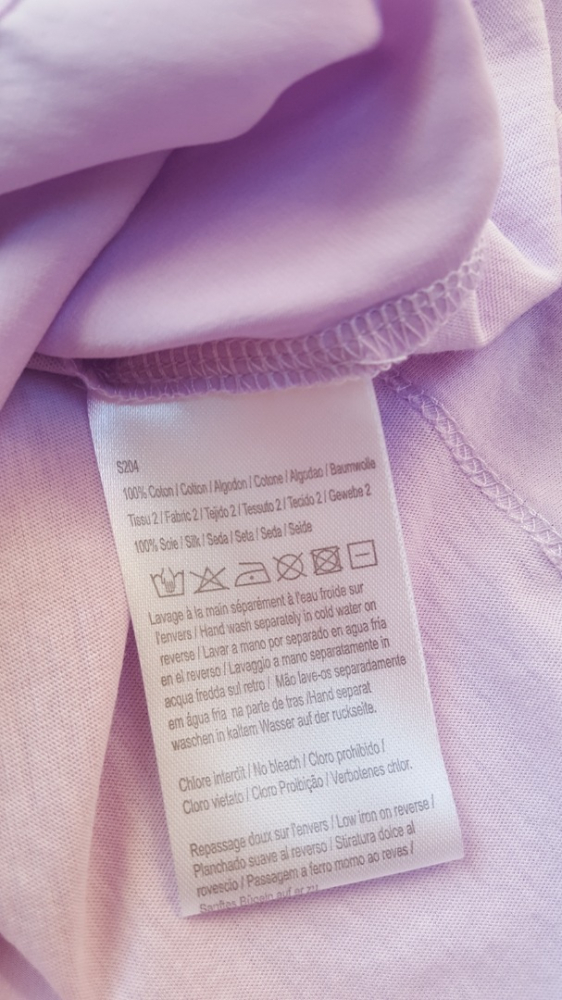 S204
100% Coton / Cotton / Algodon / Cotone / Algodao / Baumwolle
Tissu 2 / Fabric 2 / Tejido 2 / Tessuto 2 / Tecido 2 / Gewebe 2
100% Soie / Silk / Seda / Seta / Seda / Seide
Lavage à la main séparément à l'eau froide sur
l'envers / Hand wash separately in cold water on
reverse / Lavar a mano por separado en agua fria
en el reverso / Lavaggio a mano separatamente in
acqua fredda sul retro / Mão lave-os separadamente
em água fria na parte de tras /Hand separat
waschen in kaltem Wasser auf der ruckseite.
Chlore interdit / No bleach / Cloro prohibido /
Cloro vietato / Cloro Proibição / Verbotenes chlor.
Repassage doux sur l'envers / Low iron on reverse /
Planchado suave al reverso / Stiratura dolce al
rovescio / Passagem a ferro morno ao reves /